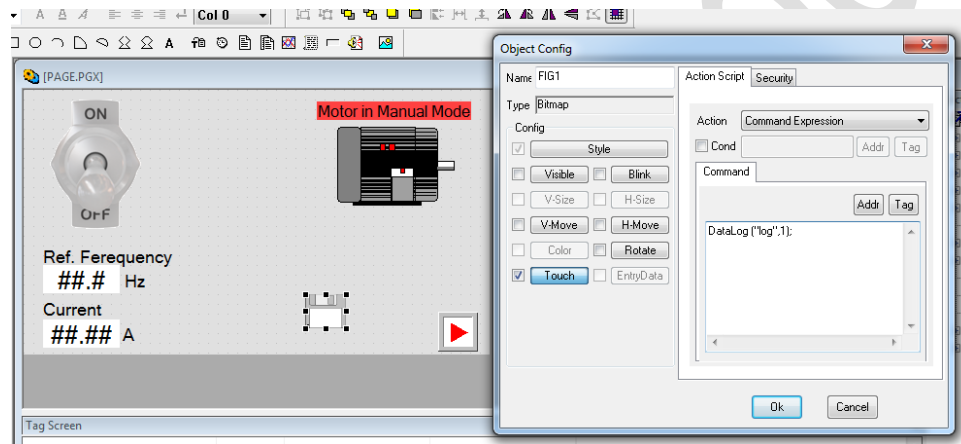 Col 0
A
[PAGE.PGX]
ON
OFF
Motor in Manual Mode
Ref. Ferequency
##.# Hz
Current
##.## A
Tag Screen
Object Config
Name FIG1
Type Bitmap
Config
Style
Visible Blink
V-Size H-Size
V-Move H-Move
Color Rotate
Touch EntryData
Action Script Security
Action Command Expression
Cond Addr Tag
Command
Addr Tag
DataLog ("log",1);
Ok Cancel